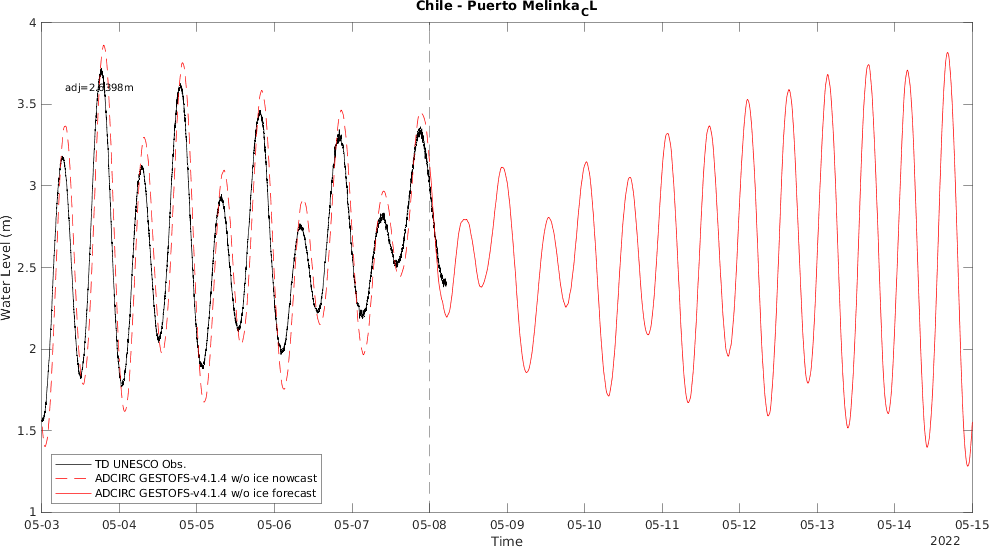 Chile - Puerto Melinka_CL
4
adj=2.6398m
3.5
3
2.5
2
1.5
1
Water Level (m)
TD UNESCO Obs.
ADCIRC GESTOFS-v4.1.4 w/o ice nowcast
ADCIRC GESTOFS-v4.1.4 w/o ice forecast
05-03 05-04 05-05 05-06 05-07 05-08 05-09 05-10 05-11 05-12 05-13 05-14 05-15
Time
2022